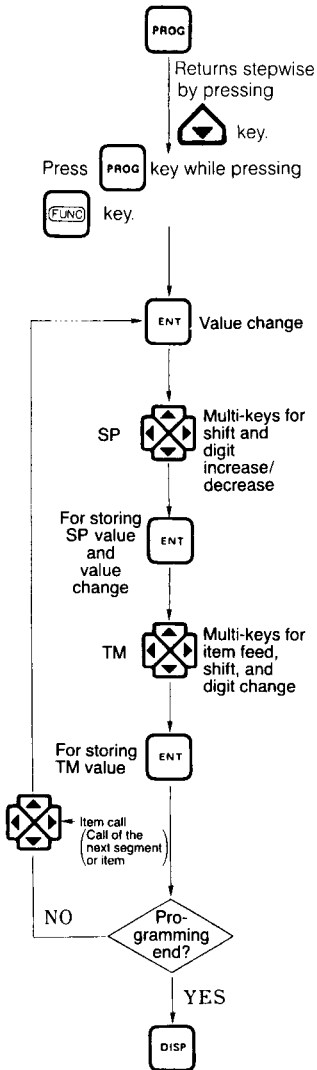 PROG
Returns stepwise
by pressing
key.
Press PROG key while pressing
FUNC key.
ENT Value change
SP
Multi-keys for
shift and
digit
increase/
decrease
For storing
SP value
and
value
change
ENT
TM
Multi-keys for
item feed,
shift, and
digit change
For storing
TM value
ENT
Item call
(Call of the
next segment
or item)
NO
Pro-
gramming
end?
YES
DISP